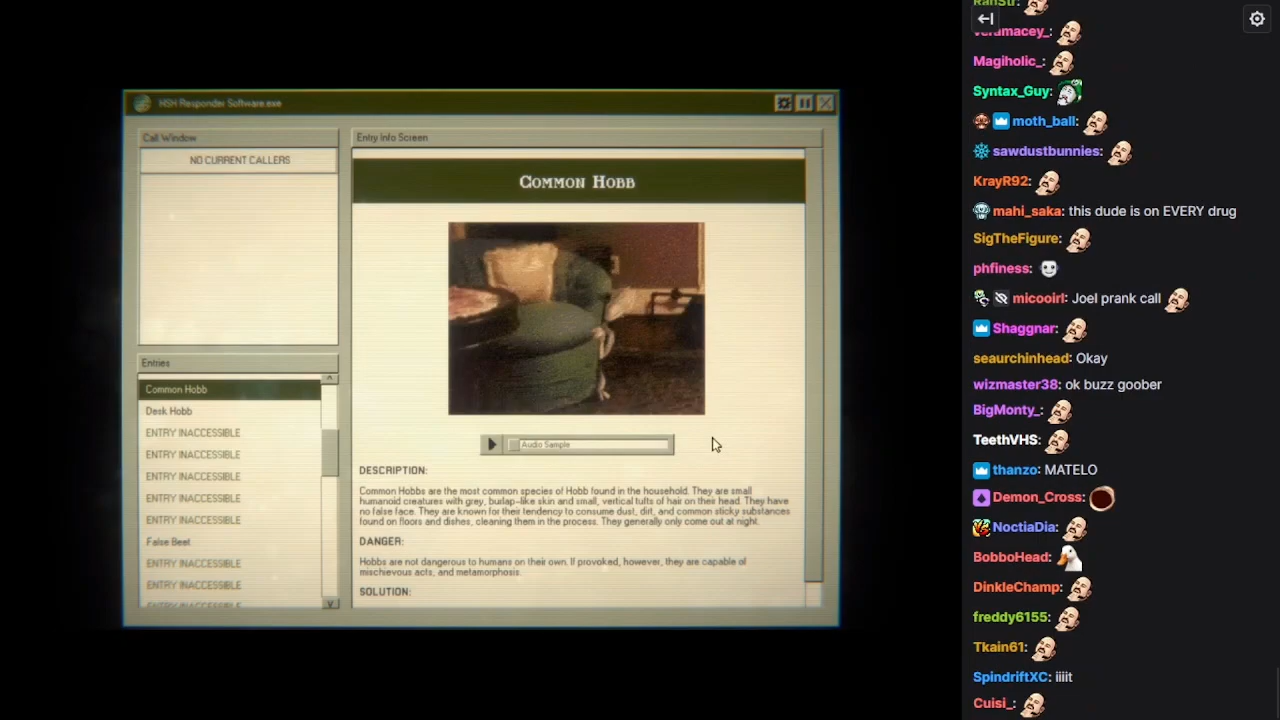 NSH Responder Software.exe
Call Window
NO CURRENT CALLERS
Entries
Common Hobb
Desk Hobb
ENTRY INACCESSIBLE
ENTRY INACCESSIBLE
ENTRY INACCESSIBLE
ENTRY INACCESSIBLE
ENTRY INACCESSIBLE
False Beat
ENTRY INACCESSIBLE
ENTRY INACCESSIBLE
ENTRY INACCESSIBLE
Entry Info Screen
Common Hobb
Audio Sample
DESCRIPTION:
Common Hobbs are the most common species of Hobb found in the household. They are small
humanoid creatures with grey, burlap-like skin and small, vertical tufts of hair on their head. They have
no false face. They are known for their tendency to consume dust, dirt, and common sticky substances
found on floors and dishes, cleaning them in the process. They generally only come out at night.
DANGER:
Hobbs are not dangerous to humans on their own. If provoked, however, they are capable of
mischievous acts, and metamorphosis.
SOLUTION:
RanStr:
veramacey_:
Magiholic_:
Syntax_Guy:
moth_ball:
sawdustbunnies:
KrayR92:
mahi_saka: this dude is on EVERY drug
SigTheFigure:
phfiness:
micooirl: Joel prank call
Shaggnar:
seaurchinhead: Okay
wizmaster38: ok buzz goober
BigMonty_:
TeethVHS:
thanzo: MATELO
Demon_Cross:
NoctiaDia:
BobboHead:
DinkleChamp:
freddy6155:
Tkain61:
SpindriftXC: iiiit
Cuisi_: